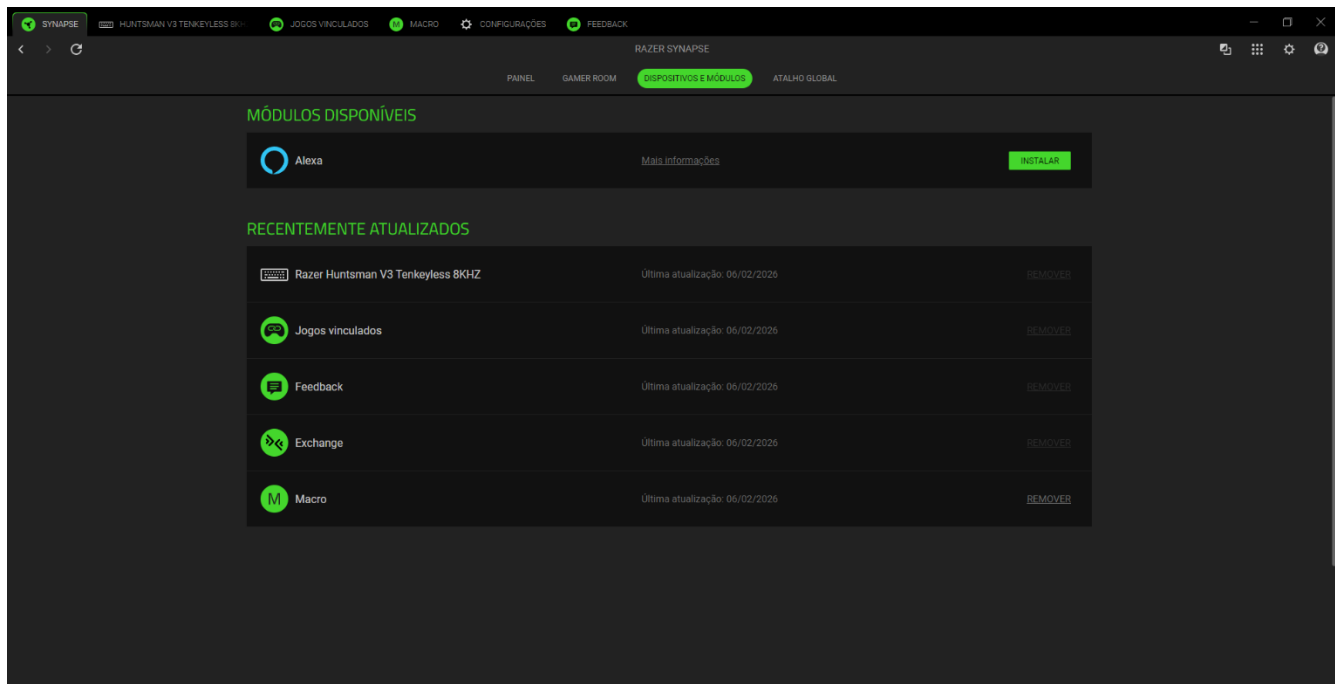 SYNAPSE HUNTSMAN V3 TENKEYLESS JOGOS VINCULADOS MACRO CONFIGURAÇÕES FEEDBACK
RAZER SYNAPSE
PAINEL GAMER ROOM DISPOSITIVOS E MÓDULOS ATALHO GLOBAL
MÓDULOS DISPONÍVEIS
Alexa Mais informações INSTALAR
RECENTEMENTE ATUALIZADOS
Razer Huntsman V3 Tenkeyless 8KHZ Última atualização: 06/02/2026 REMOVER
Jogos vinculados Última atualização: 06/02/2026 REMOVER
Feedback Última atualização: 06/02/2026 REMOVER
Exchange Última atualização: 06/02/2026 REMOVER
M Macro Última atualização: 06/02/2026 REMOVER